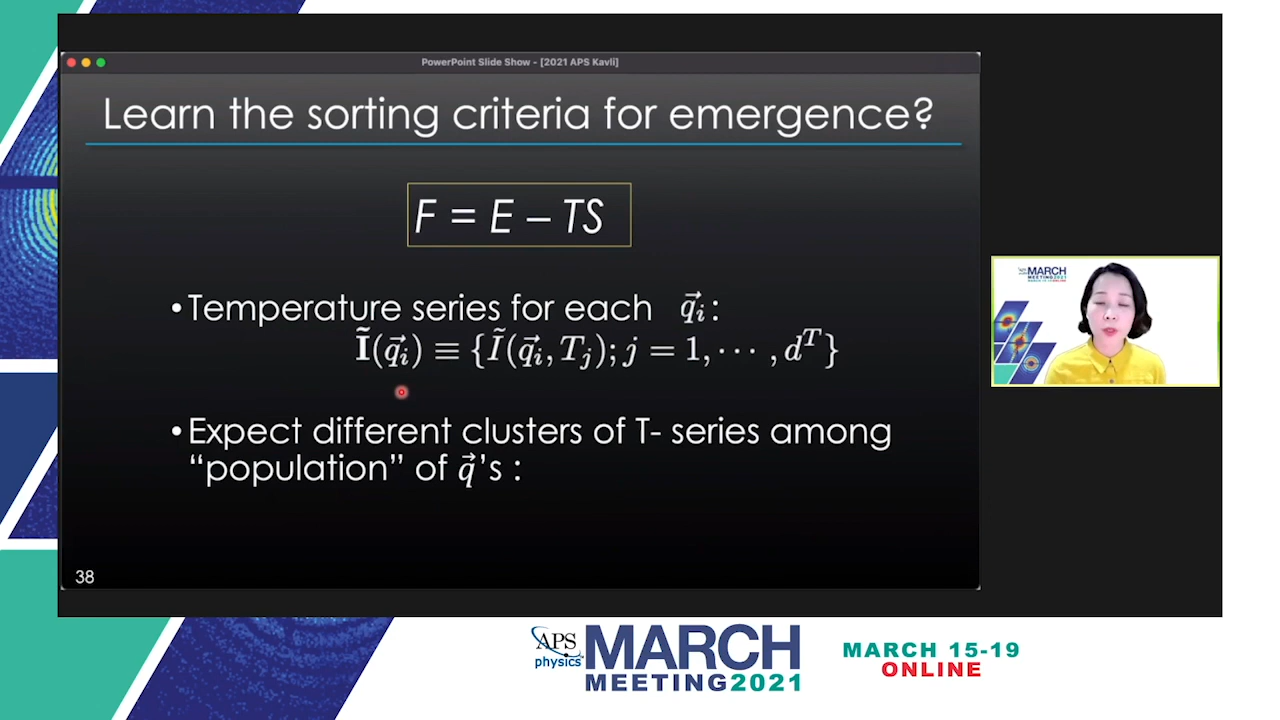 PowerPoint Slide Show - [2021 APS Kavli]
Learn the sorting criteria for emergence?
F = E – TS
•Temperature series for each q⃗ᵢ :
Ĩ(q⃗ᵢ) ≡ {Ĩ(q⃗ᵢ, Tⱼ); j = 1, ⋯ , dᵀ}
•Expect different clusters of T- series among
“population” of q⃗’s :
38
MARCH
MEETING2021
APS
physics
MARCH
MEETING2021
MARCH 15-19
ONLINE